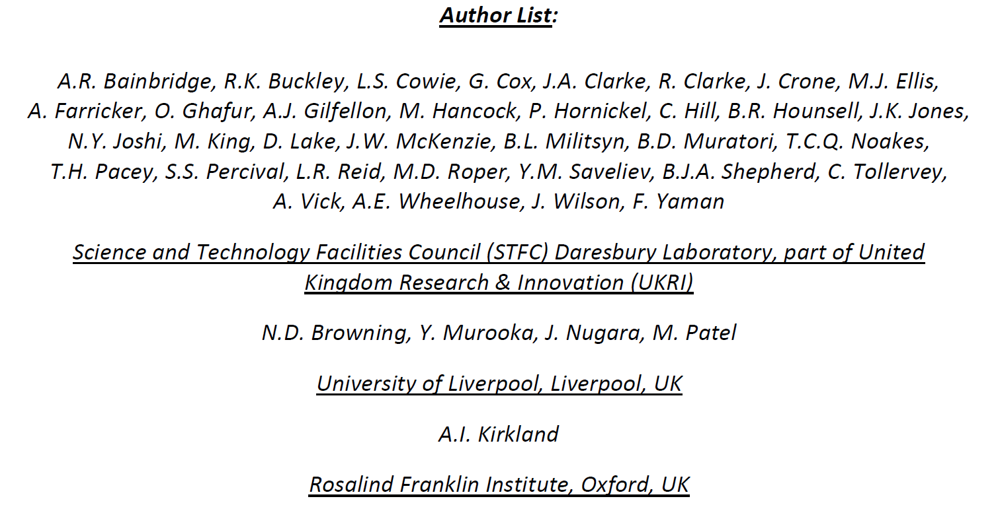 Author List:
A.R. Bainbridge, R.K. Buckley, L.S. Cowie, G. Cox, J.A. Clarke, R. Clarke, J. Crone, M.J. Ellis,
A. Farricker, O. Ghafur, A.J. Gilfellon, M. Hancock, P. Hornickel, C. Hill, B.R. Hounsell, J.K. Jones,
N.Y. Joshi, M. King, D. Lake, J.W. McKenzie, B.L. Militsyn, B.D. Muratori, T.C.Q. Noakes,
T.H. Pacey, S.S. Percival, L.R. Reid, M.D. Roper, Y.M. Saveliev, B.J.A. Shepherd, C. Tollervey,
A. Vick, A.E. Wheelhouse, J. Wilson, F. Yaman
Science and Technology Facilities Council (STFC) Daresbury Laboratory, part of United
Kingdom Research & Innovation (UKRI)
N.D. Browning, Y. Murooka, J. Nugara, M. Patel
University of Liverpool, Liverpool, UK
A.I. Kirkland
Rosalind Franklin Institute, Oxford, UK